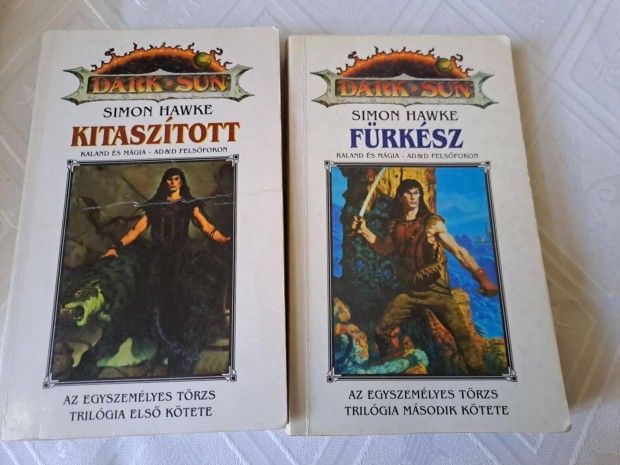 DARK SUN
SIMON HAWKE
KITASZÍTOTT
KALAND ÉS MÁGIA - AD&D FELSŐFOKON
AZ EGYSZEMÉLYES TÖRZS
TRILÓGIA ELSŐ KÖTETE
DARK SUN
SIMON HAWKE
FÜRKÉSZ
KALAND ÉS MÁGIA - AD&D FELSŐFOKON
AZ EGYSZEMÉLYES TÖRZS
TRILÓGIA MÁSODIK KÖTETE